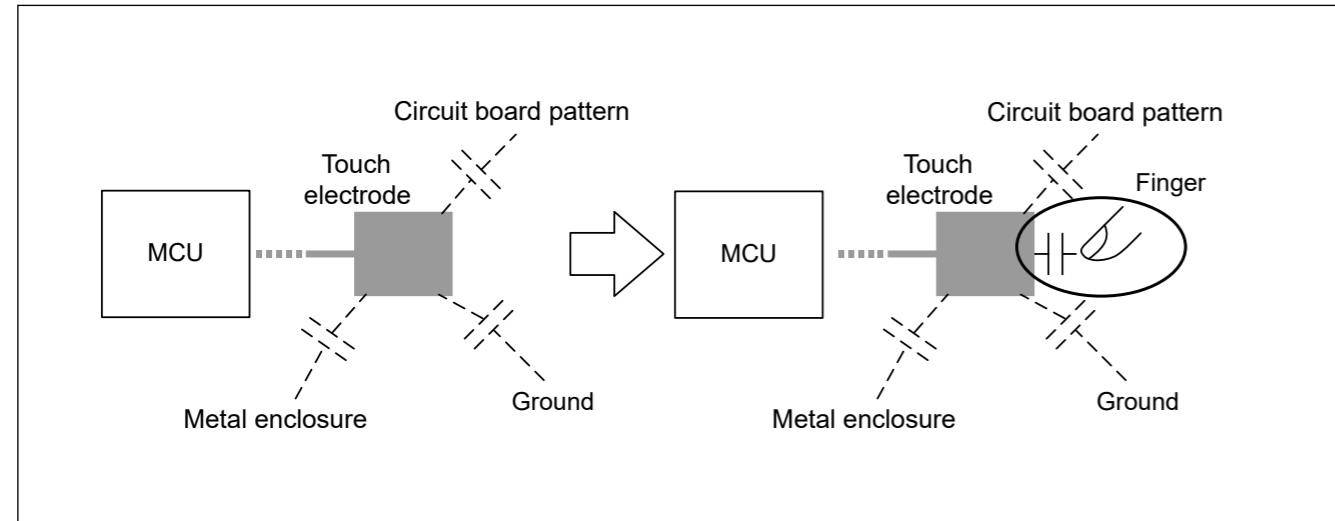 Circuit board pattern
Touch
electrode
MCU
Metal enclosure
Ground
Circuit board pattern
Touch
electrode
Finger
MCU
Metal enclosure
Ground